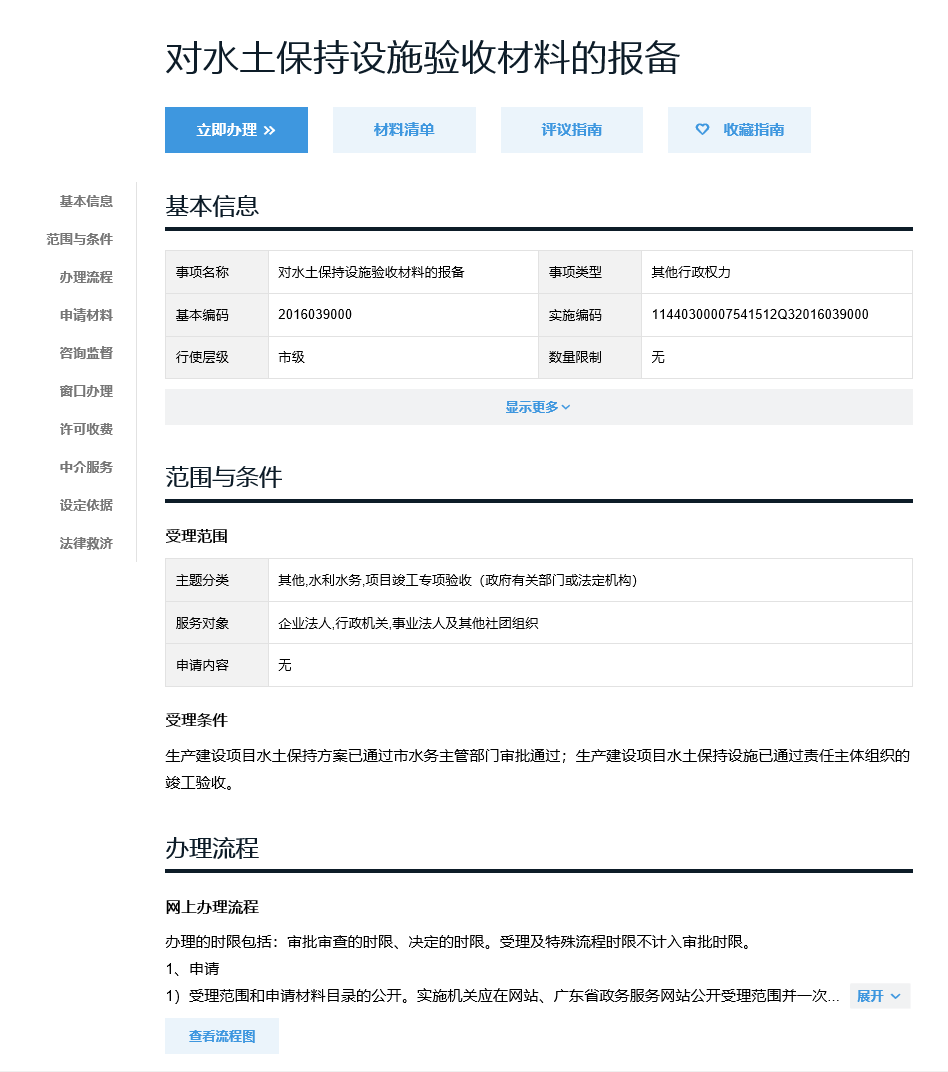 对水土保持设施验收材料的报备
立即办理 »
材料清单
评议指南
收藏指南
基本信息
范围与条件
办理流程
申请材料
咨询监督
窗口办理
许可收费
中介服务
设定依据
法律救济
基本信息
事项名称 对水土保持设施验收材料的报备 事项类型 其他行政权力
基本编码 2016039000 实施编码 11440300007541512Q32016039000
行使层级 市级 数量限制 无
显示更多
范围与条件
受理范围
主题分类 其他,水利水务,项目竣工专项验收（政府有关部门或法定机构）
服务对象 企业法人,行政机关,事业法人及其他社团组织
申请内容 无
受理条件
生产建设项目水土保持方案已通过市水务主管部门审批通过；生产建设项目水土保持设施已通过责任主体组织的
竣工验收。
办理流程
网上办理流程
办理的时限包括：审批审查的时限、决定的时限。受理及特殊流程时限不计入审批时限。
1、申请
1）受理范围和申请材料目录的公开。实施机关应在网站、广东省政务服务网站公开受理范围并一次... 展开
查看流程图